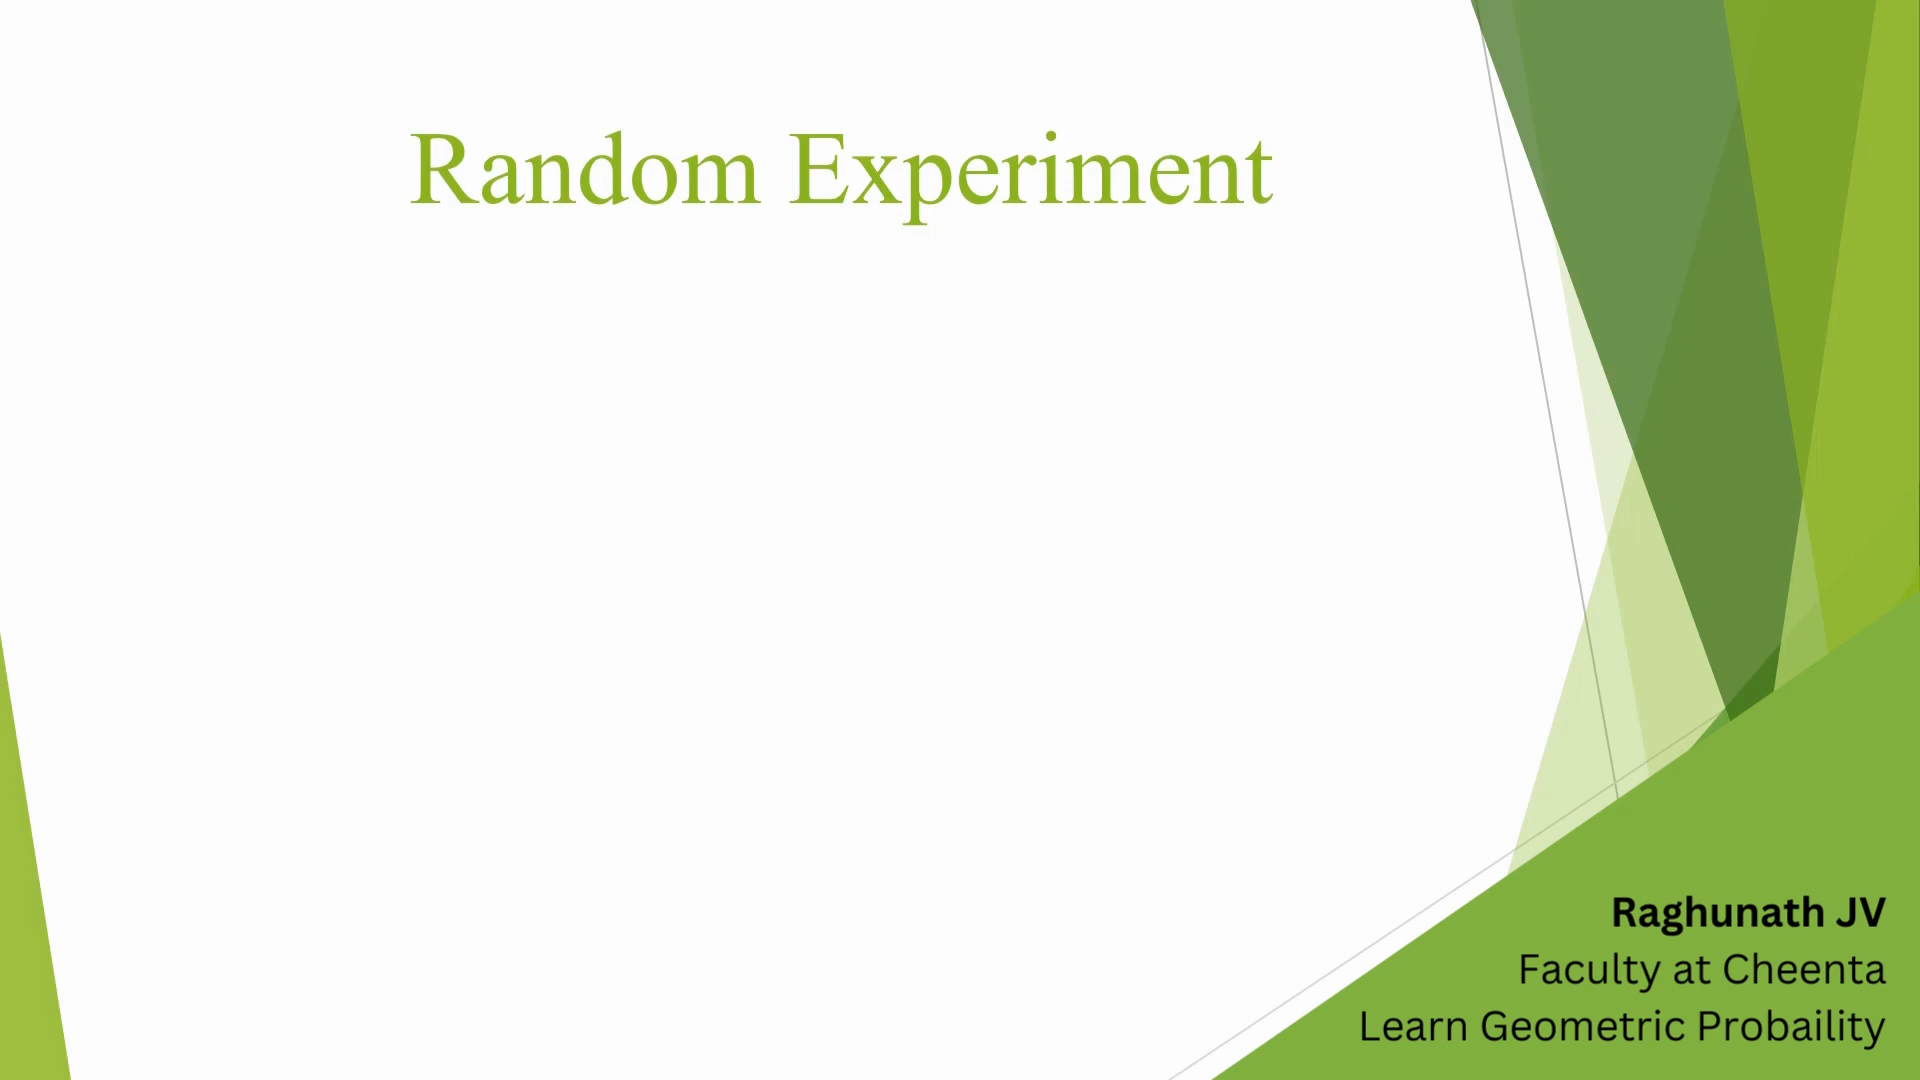 Random Experiment
Raghunath JV
Faculty at Cheenta
Learn Geometric Probaility